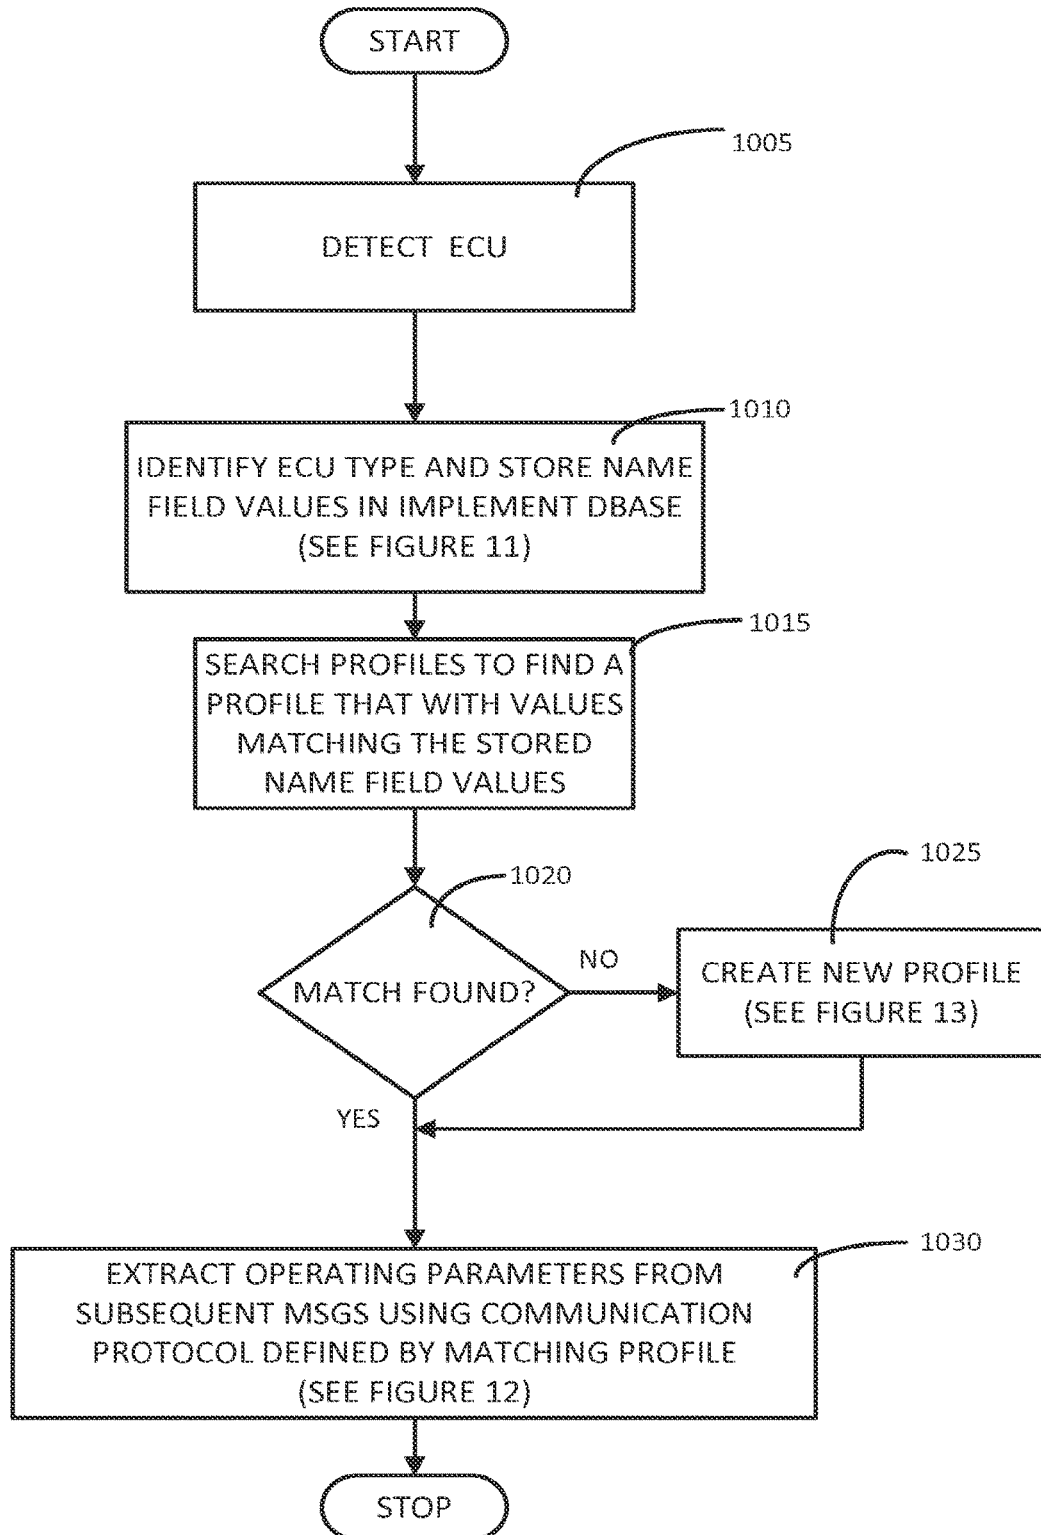 START
1005
DETECT ECU
1010
IDENTIFY ECU TYPE AND STORE NAME
FIELD VALUES IN IMPLEMENT DBASE
(SEE FIGURE 11)
1015
SEARCH PROFILES TO FIND A
PROFILE THAT WITH VALUES
MATCHING THE STORED
NAME FIELD VALUES
1020
MATCH FOUND?
NO
1025
CREATE NEW PROFILE
(SEE FIGURE 13)
YES
1030
EXTRACT OPERATING PARAMETERS FROM
SUBSEQUENT MSGS USING COMMUNICATION
PROTOCOL DEFINED BY MATCHING PROFILE
(SEE FIGURE 12)
STOP